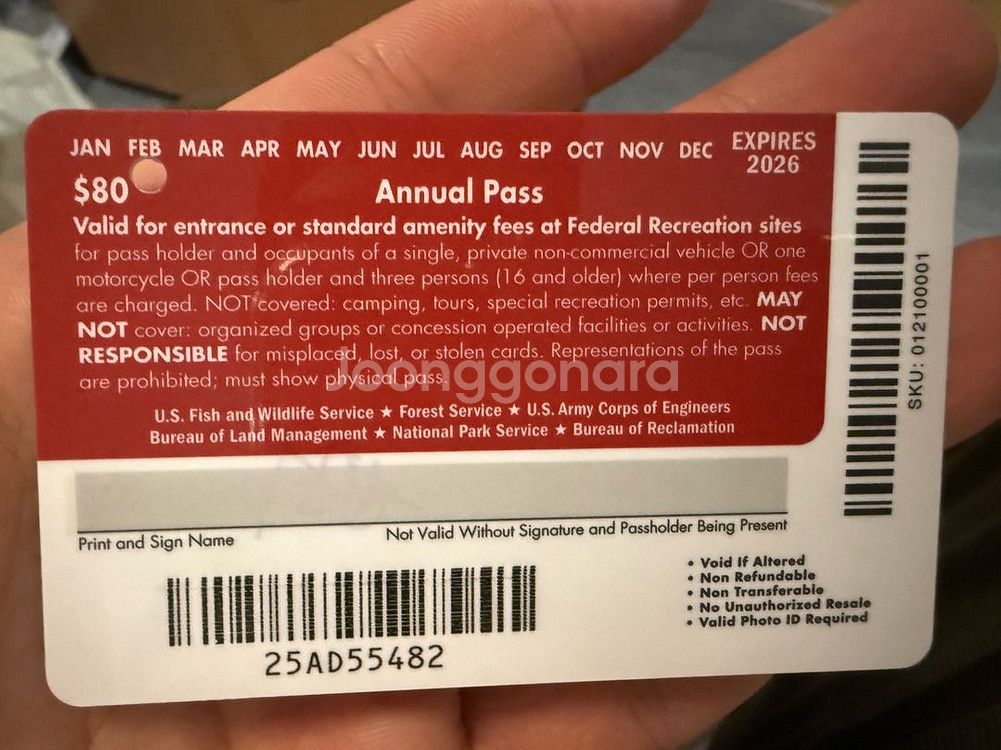 JAN FEB MAR APR MAY JUN JUL AUG SEP OCT NOV DEC EXPIRES 2026
$80 Annual Pass
Valid for entrance or standard amenity fees at Federal Recreation sites
for pass holder and occupants of a single, private non-commercial vehicle OR one
motorcycle OR pass holder and three persons (16 and older) where per person fees
are charged. NOT covered: camping, tours, special recreation permits, etc. MAY
NOT cover: organized groups or concession operated facilities or activities. NOT
RESPONSIBLE for misplaced, lost, or stolen cards. Representations of the pass
are prohibited; must show physical pass.
Joonggonara
U.S. Fish and Wildlife Service ★ Forest Service ★ U.S. Army Corps of Engineers
Bureau of Land Management ★ National Park Service ★ Bureau of Reclamation
Print and Sign Name
Not Valid Without Signature and Passholder Being Present
25AD55482
• Void If Altered
• Non Refundable
• Non Transferable
• No Unauthorized Resale
• Valid Photo ID Required
SKU: 012100001